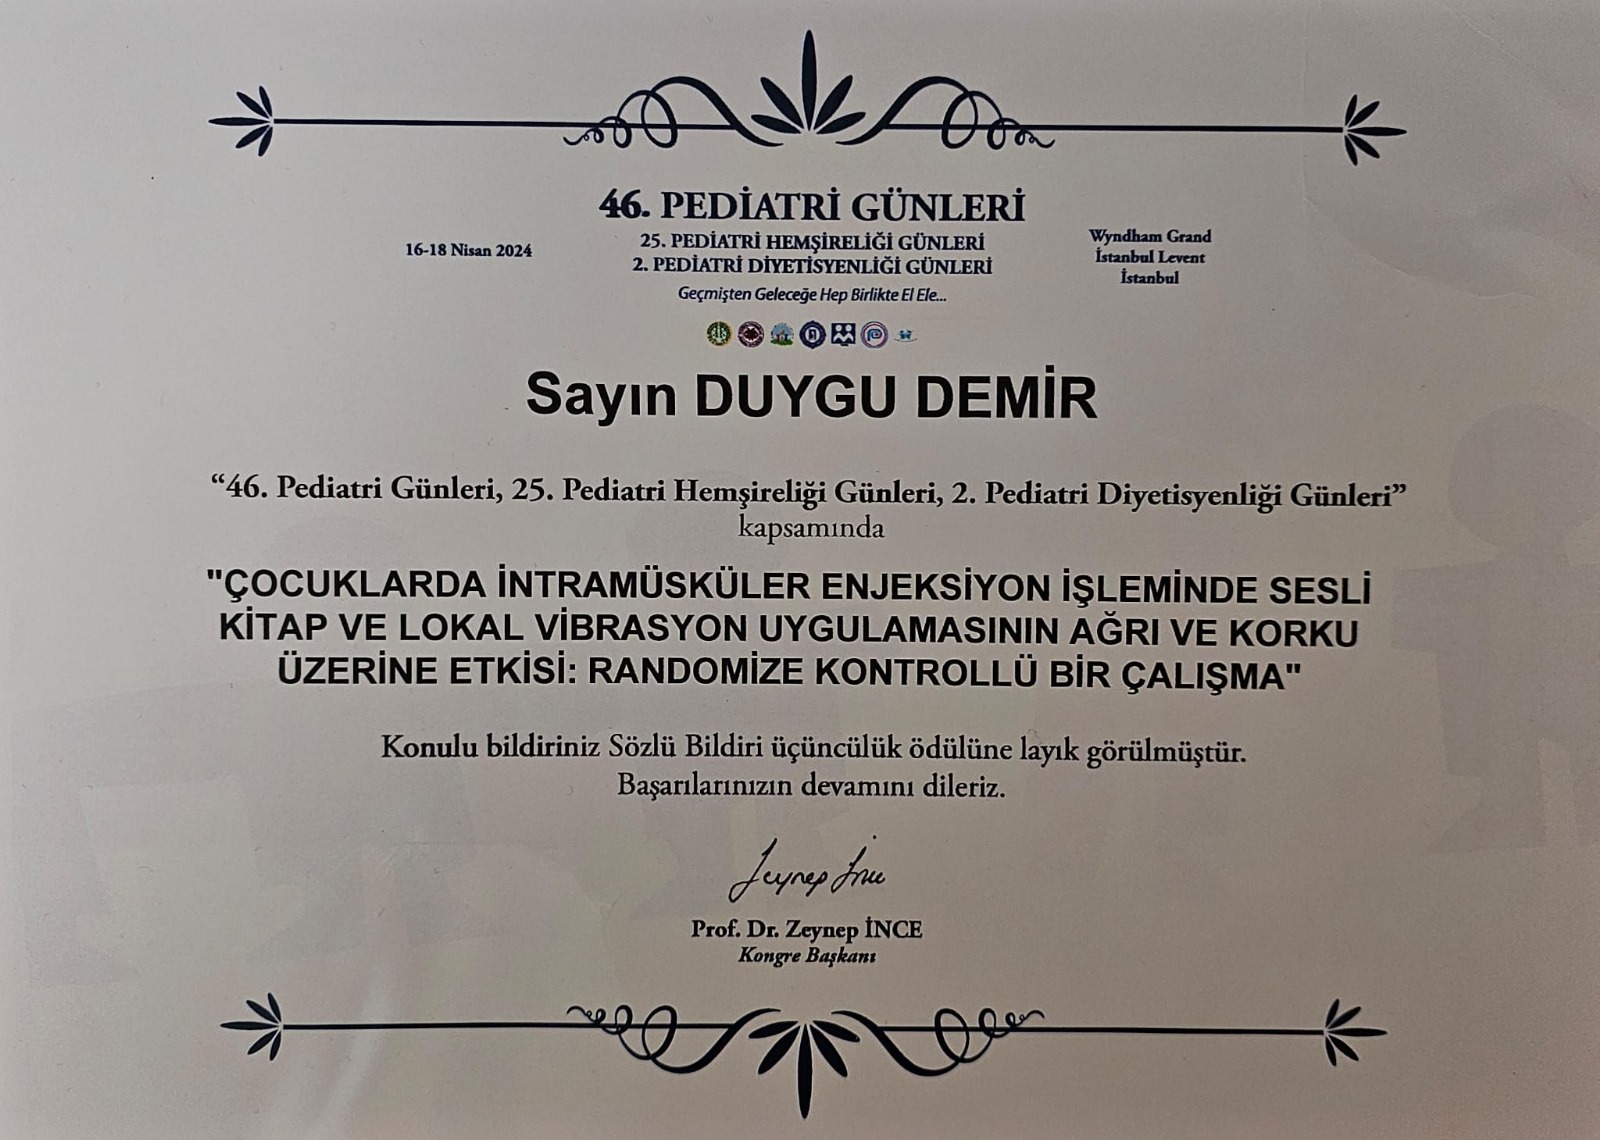 46. PEDİATRİ GÜNLERİ
25. PEDİATRİ HEMŞİRELİĞİ GÜNLERİ
2. PEDİATRİ DİYETİSYENLİĞİ GÜNLERİ
Geçmişten Geleceğe Hep Birlikte El Ele...
16-18 Nisan 2024
Wyndham Grand
İstanbul Levent
İstanbul
Sayın DUYGU DEMİR
“46. Pediatri Günleri, 25. Pediatri Hemşireliği Günleri, 2. Pediatri Diyetisyenliği Günleri”
kapsamında
"ÇOCUKLARDA İNTRAMÜSKÜLER ENJEKSİYON İŞLEMİNDE SESLİ
KİTAP VE LOKAL VİBRASYON UYGULAMASININ AĞRI VE KORKU
ÜZERİNE ETKİSİ: RANDOMİZE KONTROLLÜ BİR ÇALIŞMA"
Konulu bildiriniz Sözlü Bildiri üçüncülük ödülüne layık görülmüştür.
Başarılarınızın devamını dileriz.
Zeynep İnce
Prof. Dr. Zeynep İNCE
Kongre Başkanı